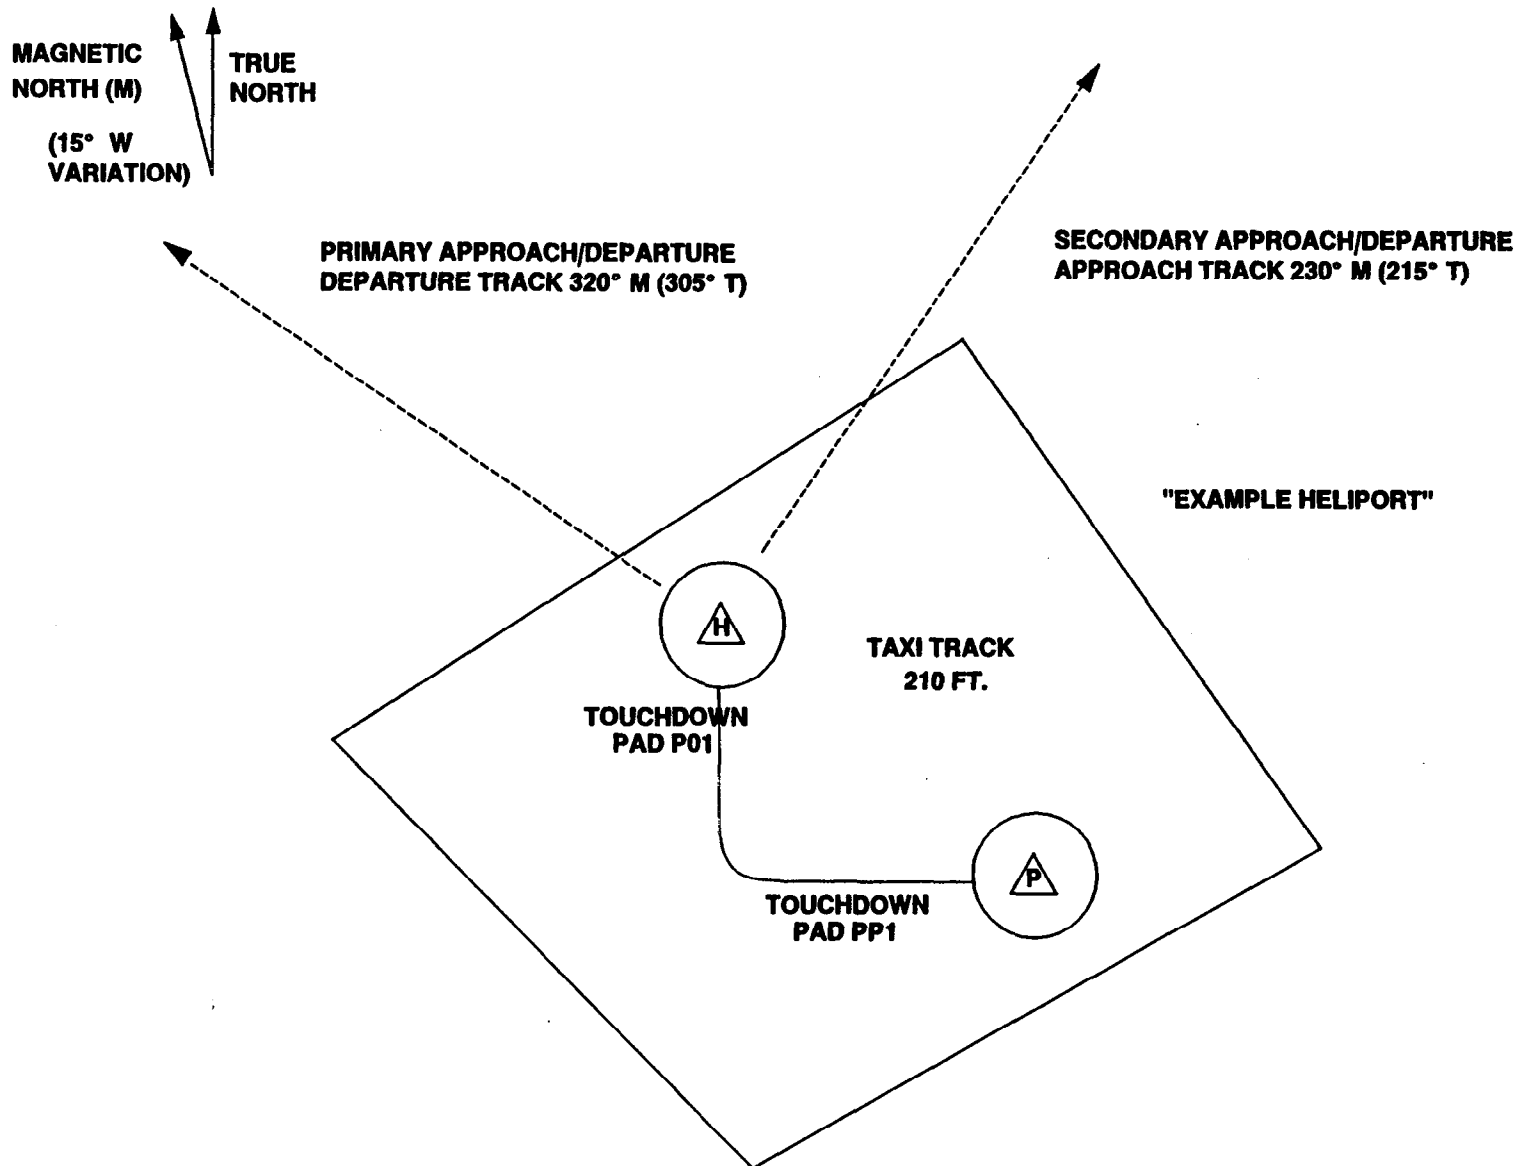 MAGNETIC
NORTH (M)
(15° W
VARIATION)
TRUE
NORTH
PRIMARY APPROACH/DEPARTURE
DEPARTURE TRACK 320° M (305° T)
SECONDARY APPROACH/DEPARTURE
APPROACH TRACK 230° M (215° T)
"EXAMPLE HELIPORT"
H
TAXI TRACK
210 FT.
TOUCHDOWN
PAD P01
P
TOUCHDOWN
PAD PP1